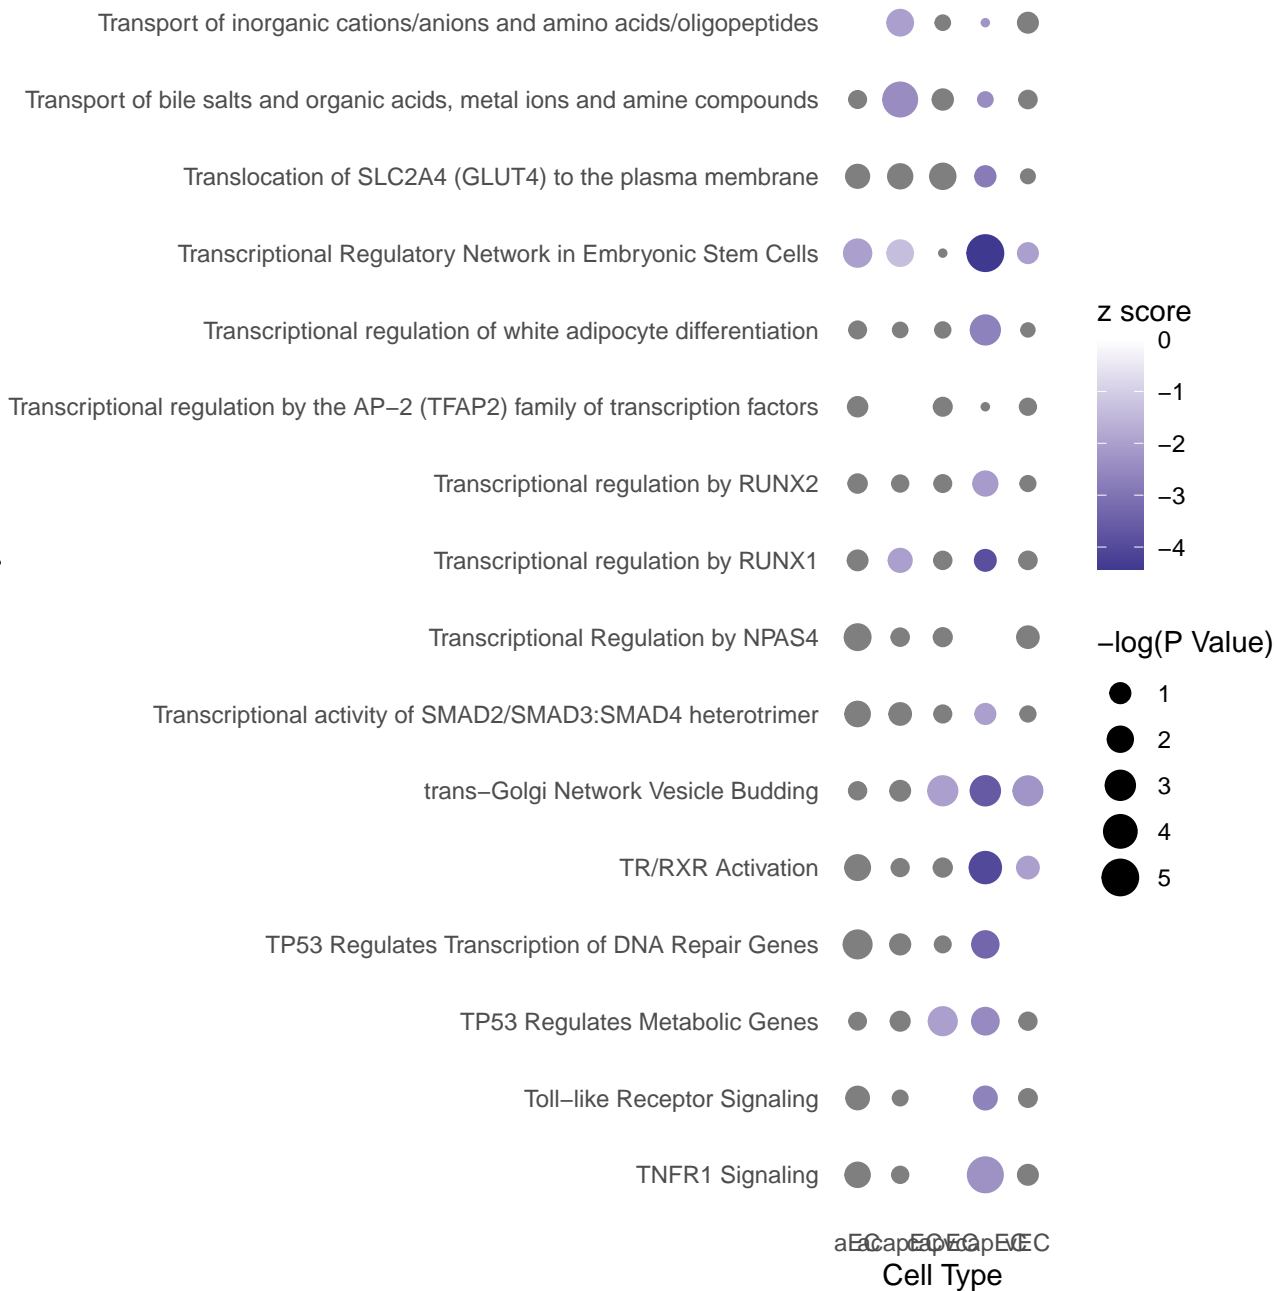 Transport of inorganic cations/anions and amino acids/oligopeptides
Transport of bile salts and organic acids, metal ions and amine compounds
Translocation of SLC2A4 (GLUT4) to the plasma membrane
Transcriptional Regulatory Network in Embryonic Stem Cells
Transcriptional regulation of white adipocyte differentiation
Transcriptional regulation by the AP−2 (TFAP2) family of transcription factors
Transcriptional regulation by RUNX2
Transcriptional regulation by RUNX1
Transcriptional Regulation by NPAS4
Transcriptional activity of SMAD2/SMAD3:SMAD4 heterotrimer
trans−Golgi Network Vesicle Budding
TR/RXR Activation
TP53 Regulates Transcription of DNA Repair Genes
TP53 Regulates Metabolic Genes
Toll−like Receptor Signaling
TNFR1 Signaling
aEC acapEC capEC vcapEC vEC
Cell Type
z score
0
−1
−2
−3
−4
−log(P Value)
1
2
3
4
5